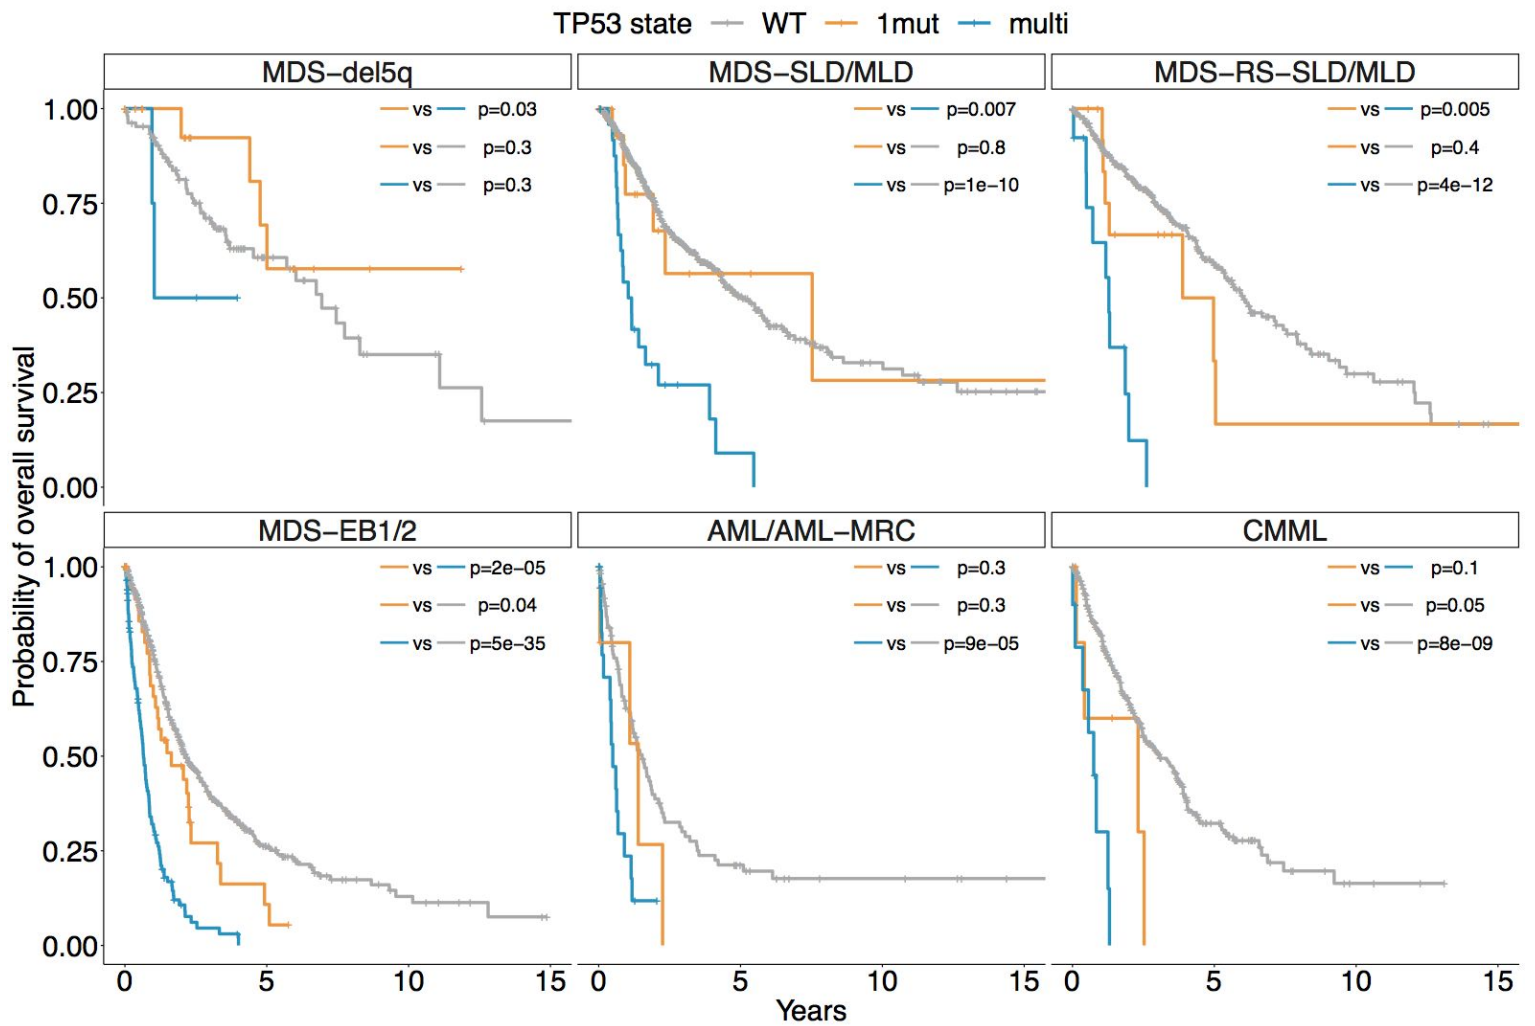 TP53 state WT 1mut multi
MDS−del5q
MDS−SLD/MLD
MDS−RS−SLD/MLD
1.00
0.75
0.50
0.25
0.00
vs p=0.03
vs p=0.3
vs p=0.3
vs p=0.007
vs p=0.8
vs p=1e−10
vs p=0.005
vs p=0.4
vs p=4e−12
Probability of overall survival
MDS−EB1/2
AML/AML−MRC
CMML
1.00
0.75
0.50
0.25
0.00
vs p=2e−05
vs p=0.04
vs p=5e−35
vs p=0.3
vs p=0.3
vs p=9e−05
vs p=0.1
vs p=0.05
vs p=8e−09
0 5 10 15
0 5 10 15
0 5 10 15
Years